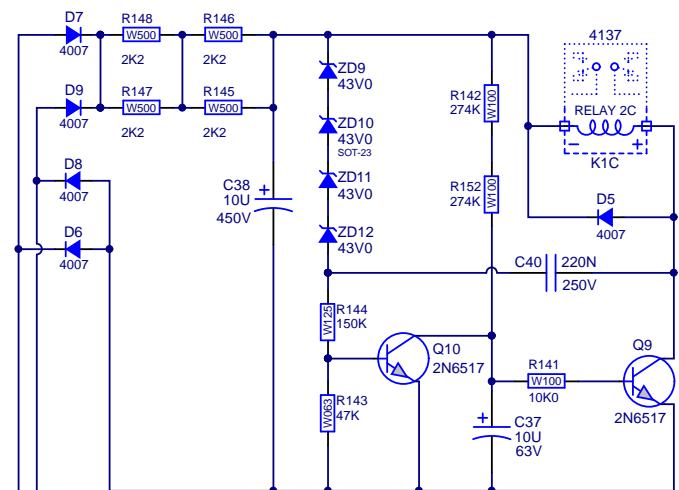 D7
4007
R148
W500
2K2
R146
W500
2K2
D9
4007
R147
W500
2K2
R145
W500
2K2
D8
4007
D6
4007
C38
+
10U
450V
ZD9
43V0
ZD10
43V0
SOT-23
ZD11
43V0
ZD12
43V0
R142
274K
W100
R152
274K
W100
4137
RELAY 2C
− +
K1C
D5
4007
C40
220N
250V
R144
150K
W125
R143
47K
W063
Q10
2N6517
R141
W100
10K0
Q9
2N6517
+
C37
10U
63V